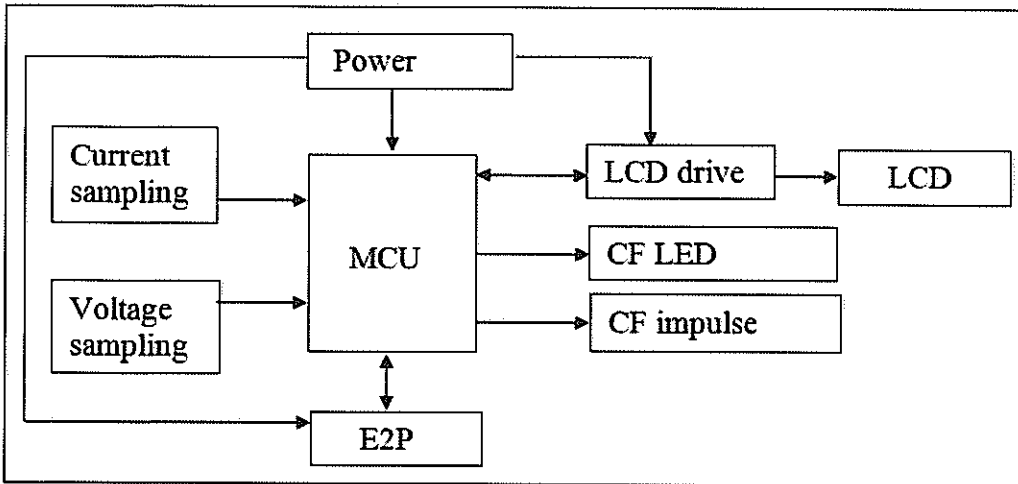 Power
Current
sampling
LCD drive
LCD
MCU
CF LED
Voltage
sampling
CF impulse
E2P